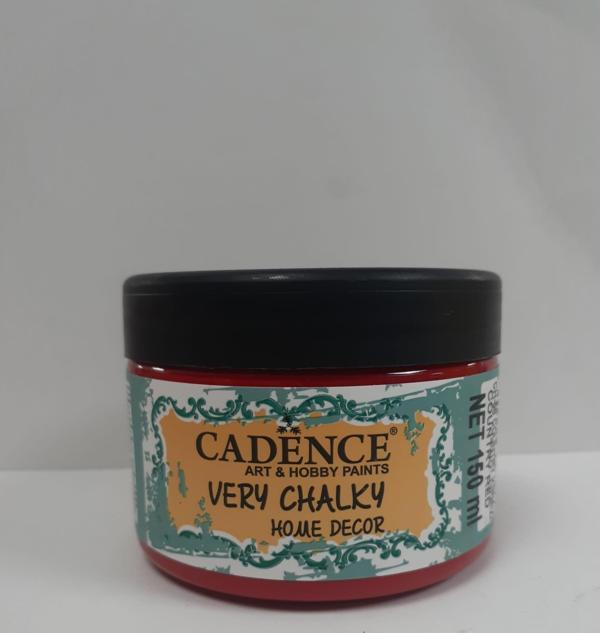 CADENCE®
ART & HOBBY PAINTS
VERY CHALKY
HOME DECOR
NET 150 ml